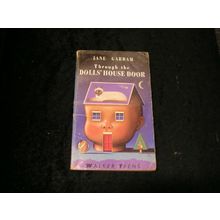 JANE GARDAM
Through the
DOLLS' HOUSE DOOR
WALKER TEENS